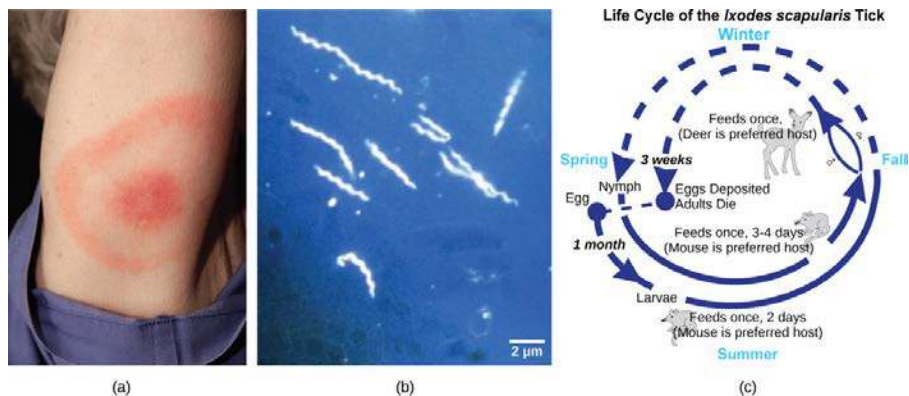 Life Cycle of the Ixodes scapularis Tick
Winter
Feeds once,
(Deer is preferred host)
♀
♂
Spring
3 weeks
Fall
Nymph
Egg
Eggs Deposited
Adults Die
Feeds once, 3-4 days
(Mouse is preferred host)
1 month
Larvae
Feeds once, 2 days
(Mouse is preferred host)
Summer
2 µm
(a)
(b)
(c)